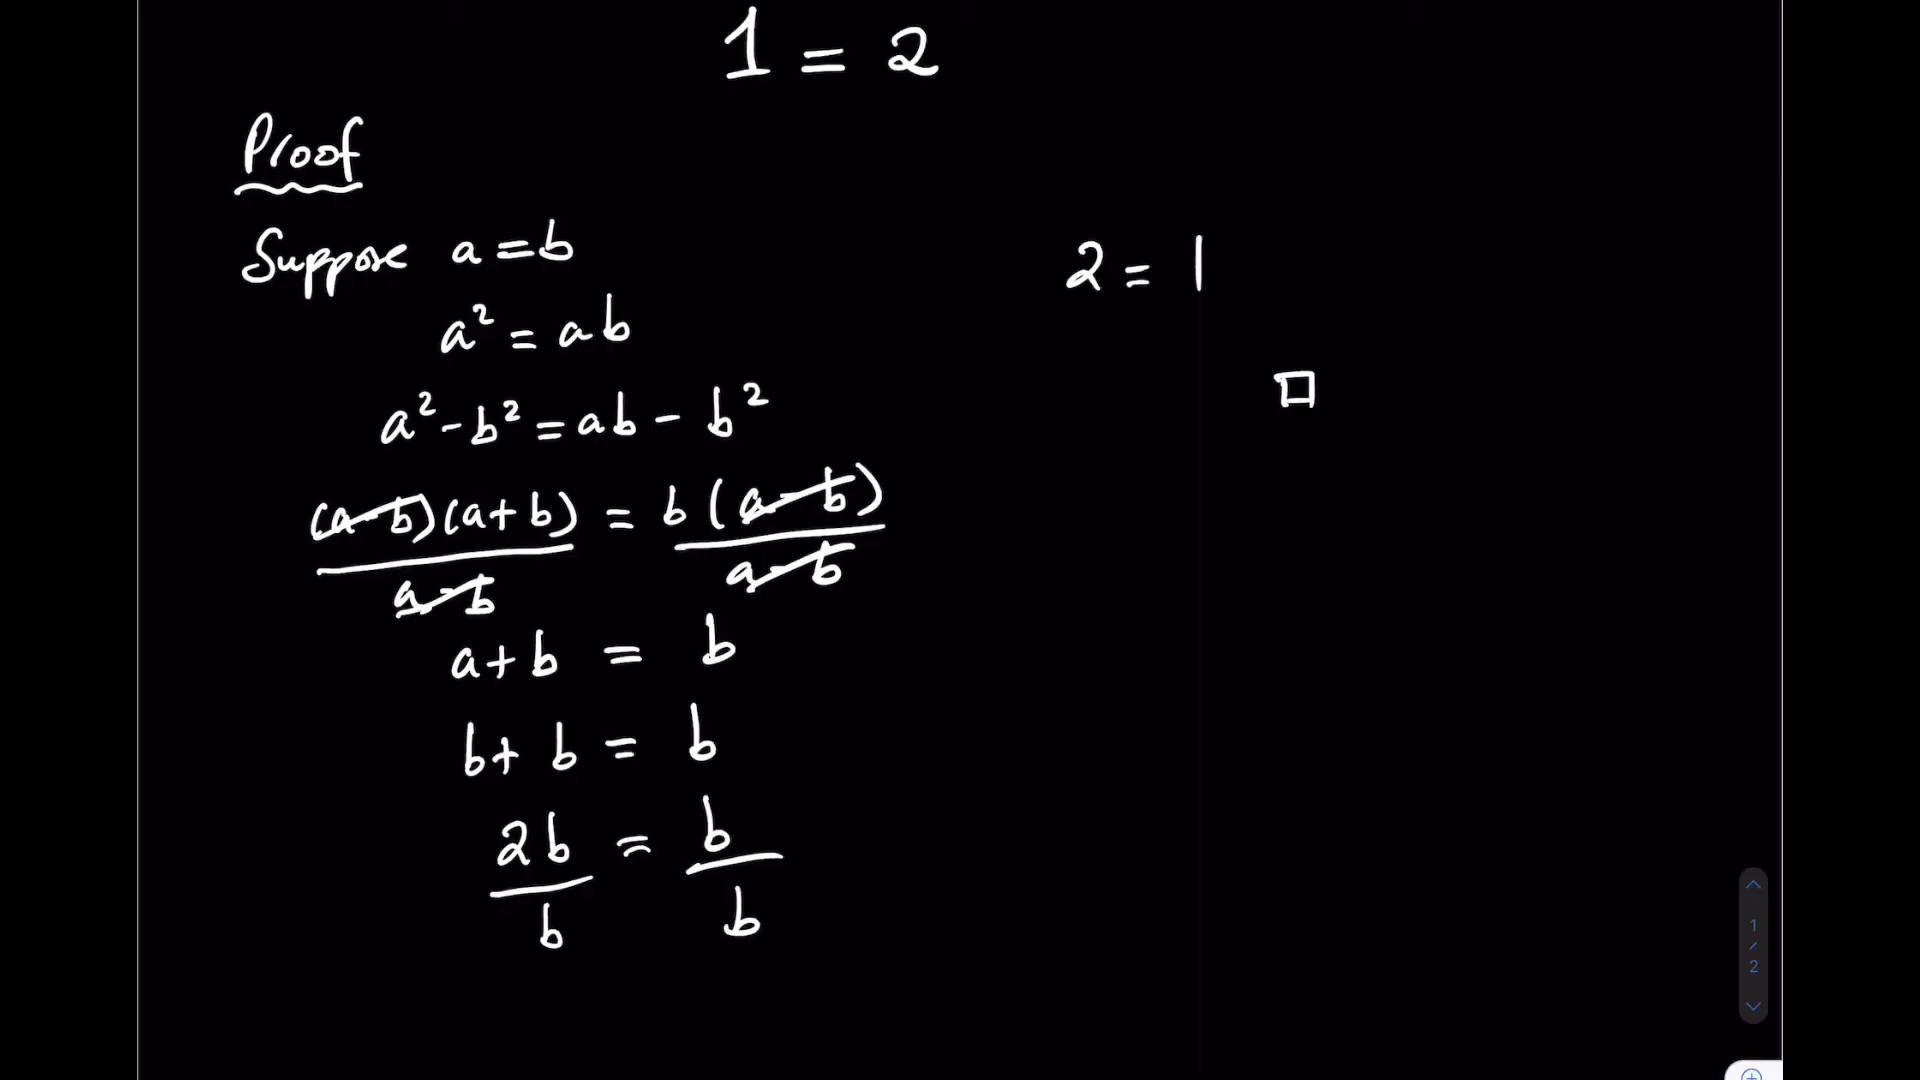 1 = 2
Proof
Suppose a = b
a² = ab
a² - b² = ab - b²
(a-b)(a+b) = b(a-b)
a-b a-b
a+b = b
b+b = b
2b = b
b b
2 = 1
□
1
/
2